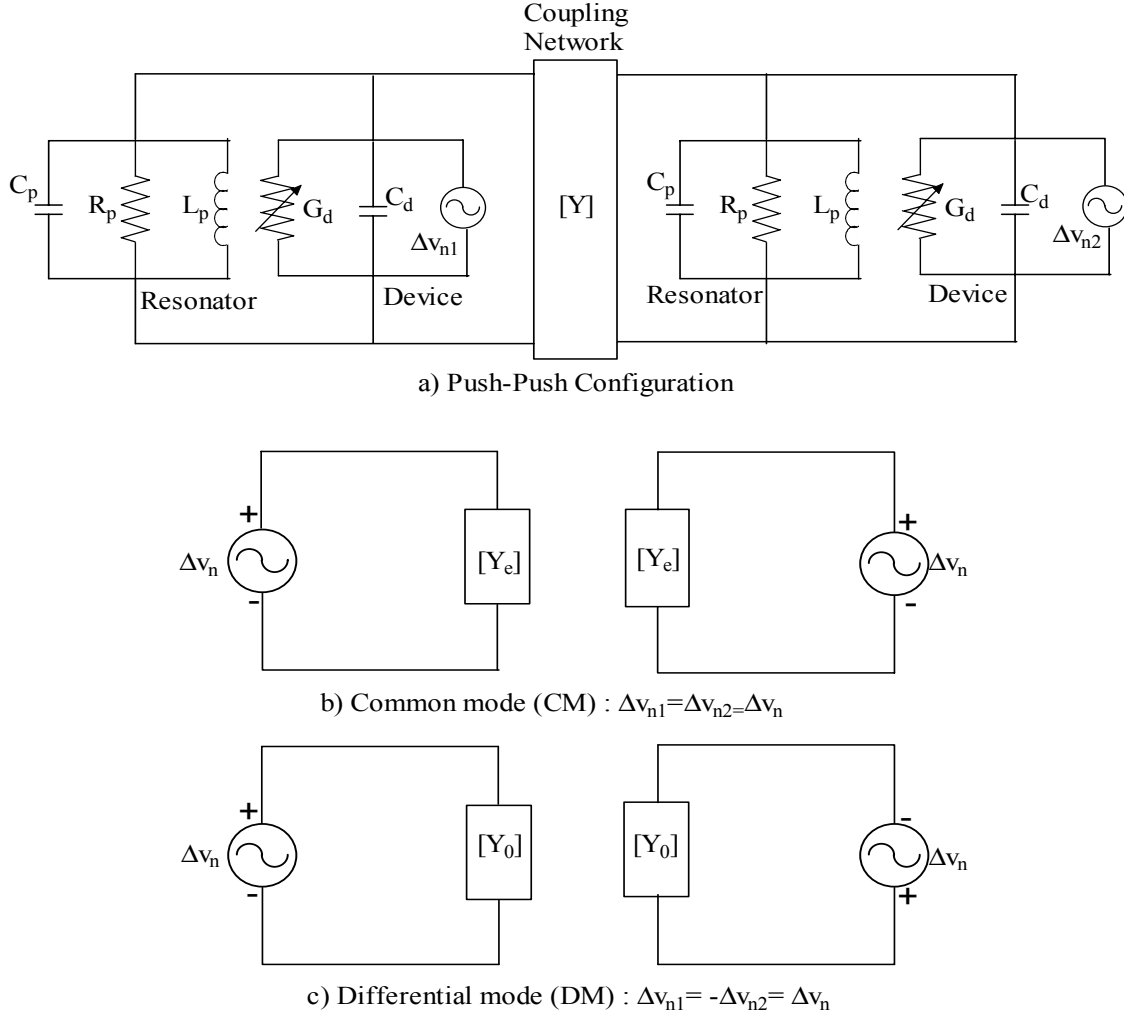 Coupling
Network
C_p
R_p
L_p
G_d
C_d
Δv_n1
Resonator
Device
[Y]
C_p
R_p
L_p
G_d
C_d
Δv_n2
Resonator
Device
a) Push-Push Configuration
+
Δv_n
-
[Y_e]
[Y_e]
+
Δv_n
-
b) Common mode (CM) : Δv_n1=Δv_n2=Δv_n
+
Δv_n
-
[Y_0]
[Y_0]
-
Δv_n
+
c) Differential mode (DM) : Δv_n1= -Δv_n2= Δv_n